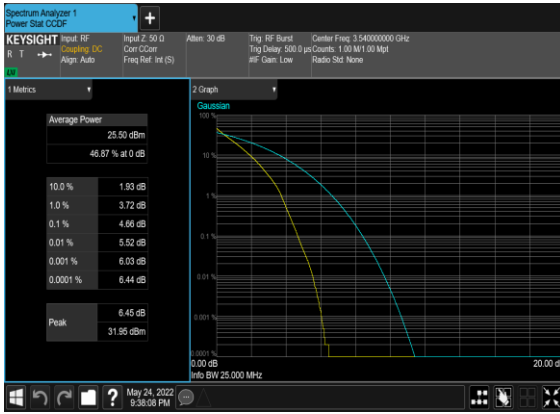 Spectrum Analyzer 1
Power Stat CCDF
+
KEYSIGHT
R T
LV
Input: RF
Coupling: DC
Align: Auto
Input Z: 50 Ω
Corr CCorr
Freq Ref: Int (S)
Atten: 30 dB
Trig: RF Burst
Trig Delay: 500.0 µs
#IF Gain: Low
Center Freq: 3.540000000 GHz
Counts: 1.00 M/1.00 Mpt
Radio Std: None
1 Metrics
Average Power
25.50 dBm
46.87 % at 0 dB
10.0 % 1.93 dB
1.0 % 3.72 dB
0.1 % 4.66 dB
0.01 % 5.52 dB
0.001 % 6.03 dB
0.0001 % 6.44 dB
Peak
6.45 dB
31.95 dBm
2 Graph
Gaussian
100 %
10 %
1 %
0.1 %
0.01 %
0.001 %
0.0001 %
0.00 dB
20.00 d
Info BW 25.000 MHz
?
May 24, 2022
9:38:08 PM